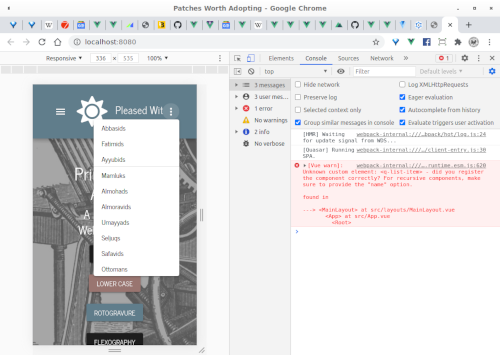 Patches Worth Adopting - Google Chrome
localhost:8080
Responsive ▼ 336 × 535 100% ▼
Elements Console » 1
top Filter Default levels ▼
Pleased Wit
Abbasids
Fatimids
Ayyubids
Mamluks
Almohads
Almoravids
Umayyads
Seljuqs
Safavids
Ottomans
Pri
A
We
LOWER CASE
ROTOGRAVURE
FLEXOGRAPHY
3 messages
3 user mes...
1 error
No warnings
2 info
No verbose
Hide network
Log XMLHttpRequests
Preserve log
Eager evaluation
Selected context only
Autocomplete from history
Group similar messages in console
Evaluate triggers user activation
[HMR] Waiting webpack-internal:///…back/hot/log.js:24
for update signal from WDS...
[Quasar] Running webpack-internal:///…/client-entry.js:30
SPA.
[Vue warn]: webpack-internal:///….runtime.esm.js:620
Unknown custom element: <q-list-item> - did you register
the component correctly? For recursive components, make
sure to provide the "name" option.
found in
---> <MainLayout> at src/layouts/MainLayout.vue
<App> at src/App.vue
<Root>